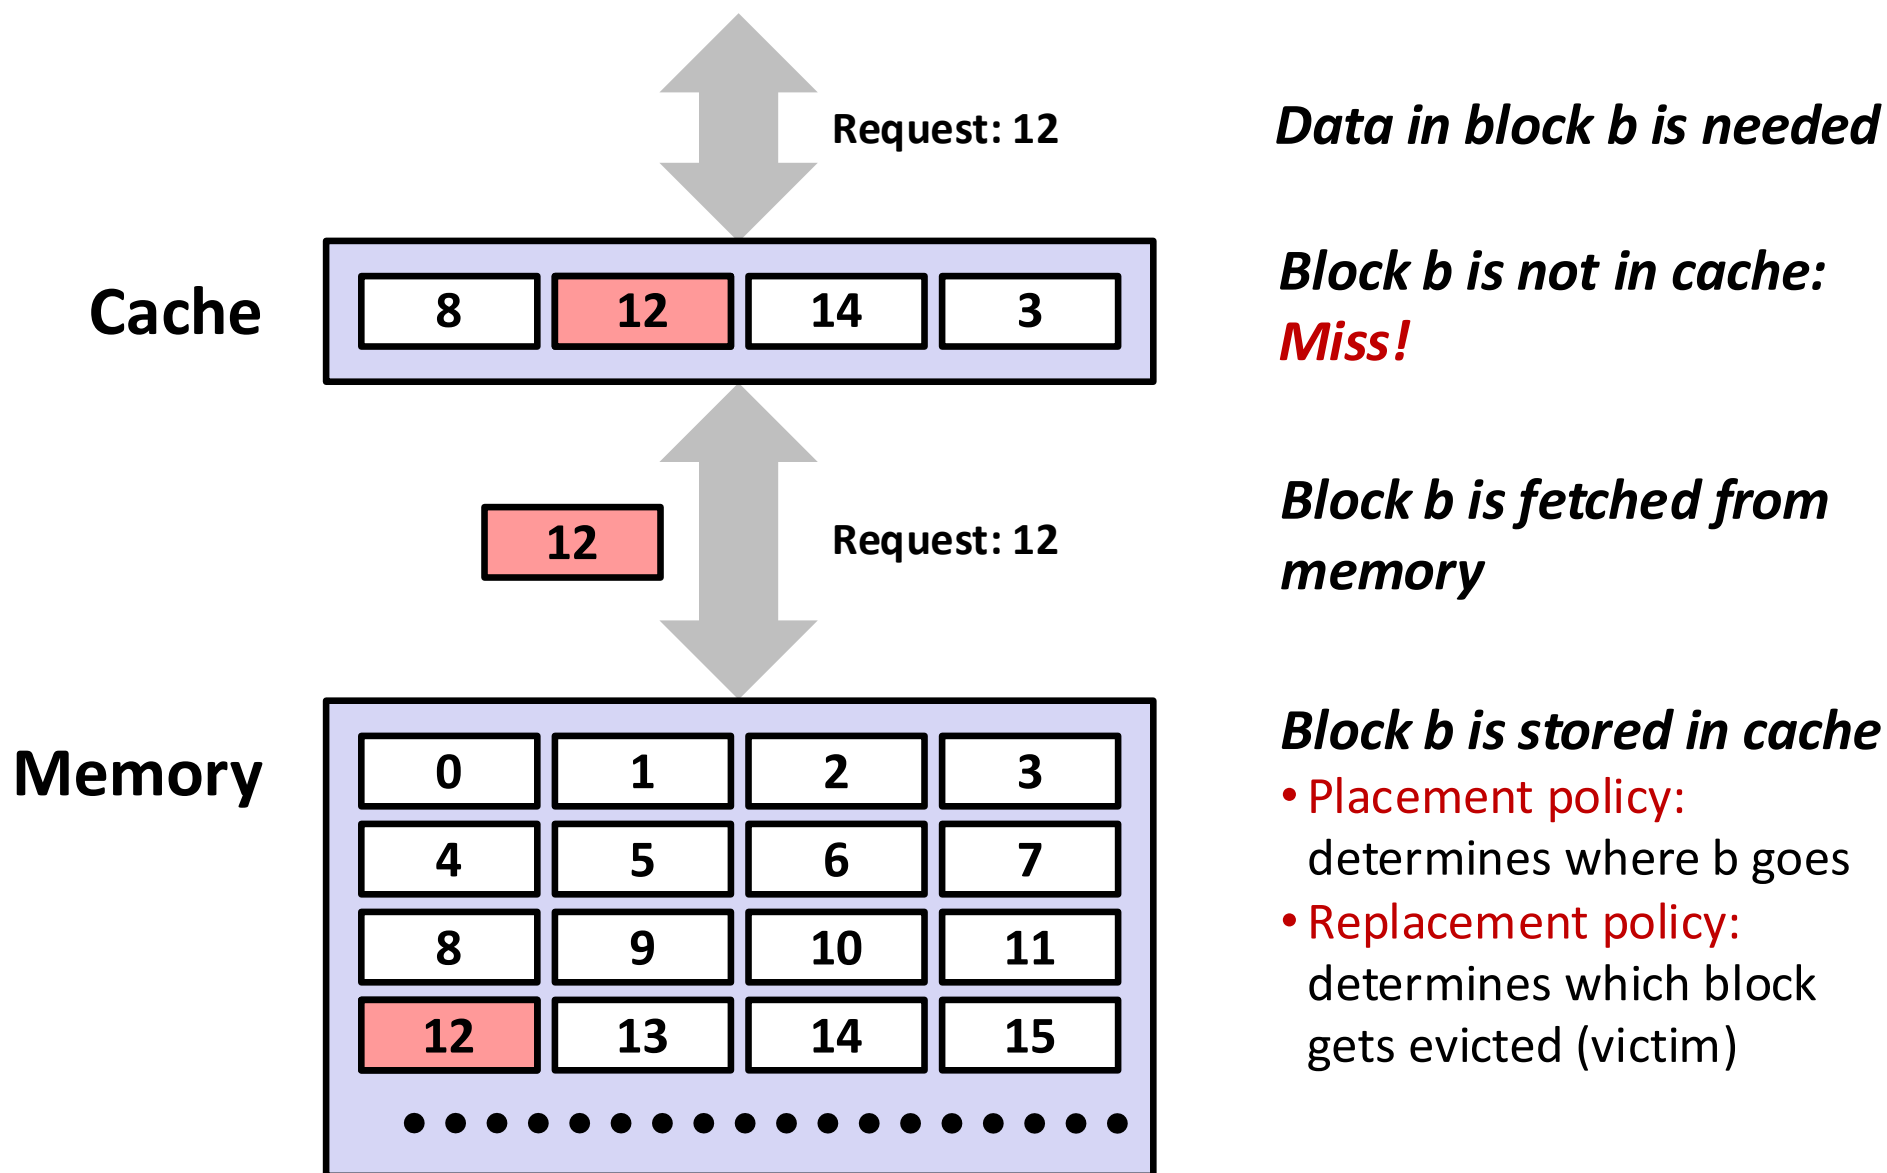 Request: 12
Data in block b is needed
Cache
8 12 14 3
Block b is not in cache:
Miss!
12
Request: 12
Block b is fetched from
memory
Memory
0 1 2 3
4 5 6 7
8 9 10 11
12 13 14 15
Block b is stored in cache
• Placement policy:
determines where b goes
• Replacement policy:
determines which block
gets evicted (victim)